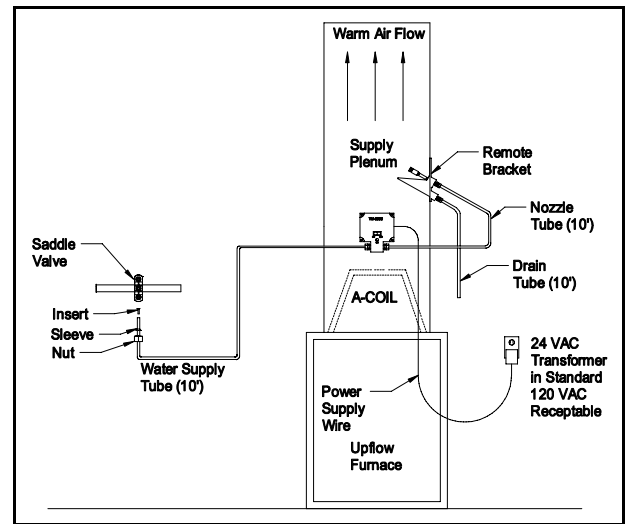 Warm Air Flow
Supply
Plenum
Remote
Bracket
Nozzle
Tube (10')
Saddle
Valve
Drain
Tube (10')
A-COIL
Insert
Sleeve
Nut
Water Supply
Tube (10')
24 VAC
Transformer
in Standard
120 VAC
Receptable
Power
Supply
Wire
Upflow
Furnace